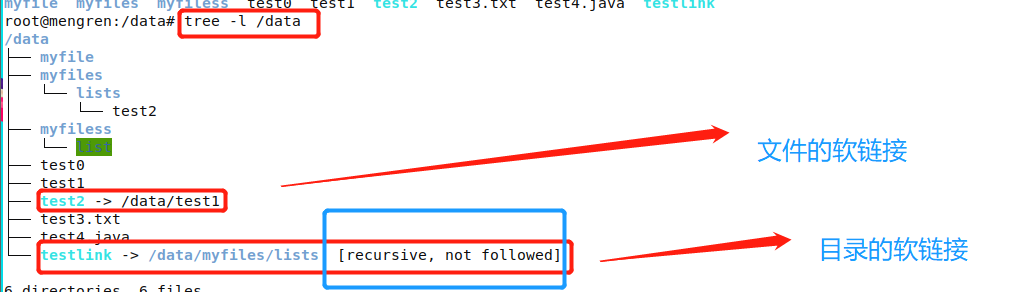 myfile myfiles myfiless test0 test1 test2 test3.txt test4.java testlink
root@mengren:/data# tree -l /data
/data
├── myfile
├── myfiles
│   └── lists
│       └── test2
├── myfiless
│   └── list
├── test0
├── test1
├── test2 -> /data/test1
├── test3.txt
├── test4.java
└── testlink -> /data/myfiles/lists  [recursive, not followed]
6 directories, 6 files
文件的软链接
目录的软链接